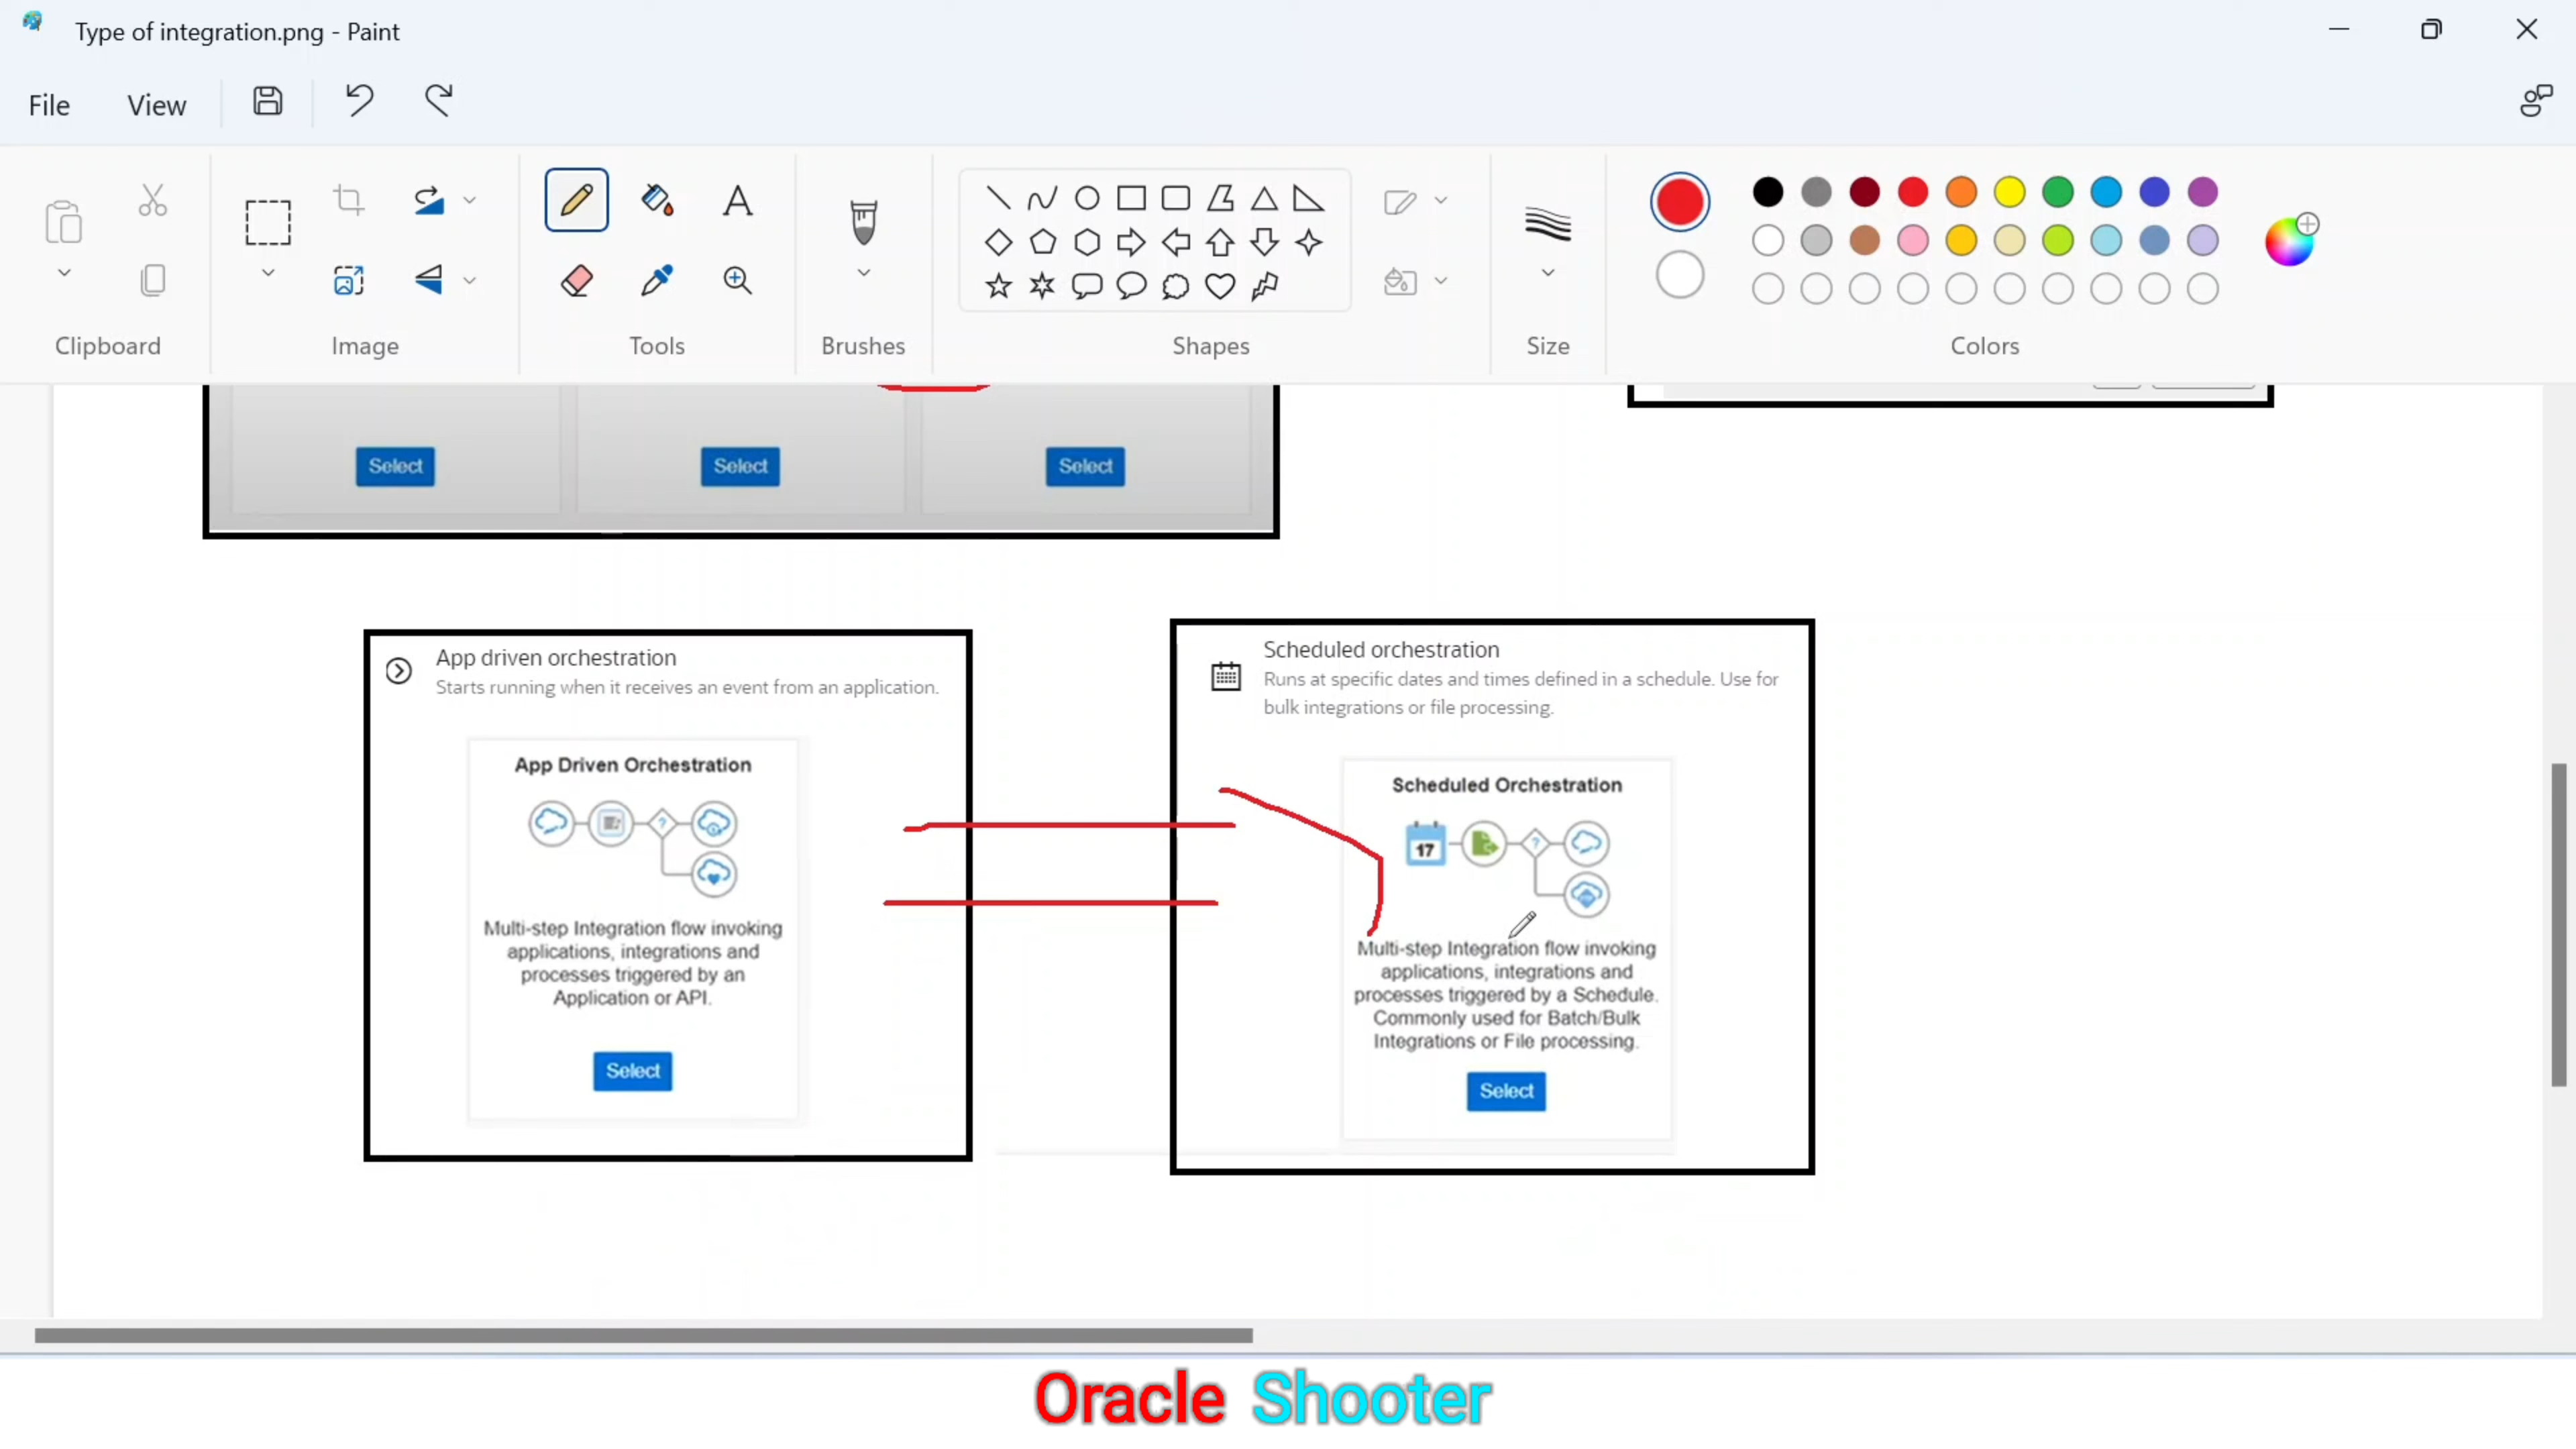 Type of integration.png - Paint
File View
Clipboard
Image
Tools
Brushes
Shapes
Size
Colors
Select Select Select
App driven orchestration
Starts running when it receives an event from an application.
App Driven Orchestration
?
Multi-step Integration flow invoking
applications, integrations and
processes triggered by an
Application or API.
Select
Scheduled orchestration
Runs at specific dates and times defined in a schedule. Use for
bulk integrations or file processing.
Scheduled Orchestration
17 ?
Multi-step Integration flow invoking
applications, integrations and
processes triggered by a Schedule.
Commonly used for Batch/Bulk
Integrations or File processing.
Select
Oracle Shooter